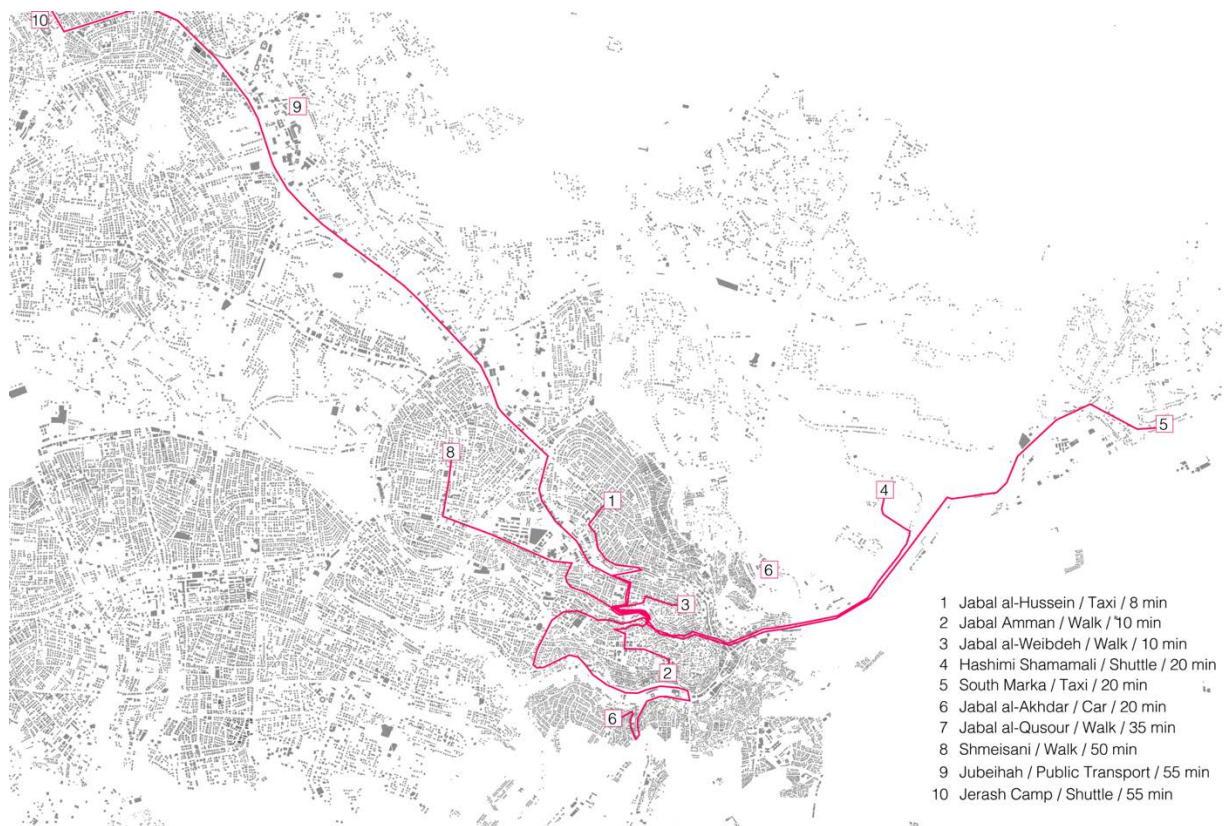 10
9
8
5
4
1
6
3
2
6
1 Jabal al-Hussein / Taxi / 8 min
2 Jabal Amman / Walk / 10 min
3 Jabal al-Weibdeh / Walk / 10 min
4 Hashimi Shamamali / Shuttle / 20 min
5 South Marka / Taxi / 20 min
6 Jabal al-Akhdar / Car / 20 min
7 Jabal al-Qusour / Walk / 35 min
8 Shmeisani / Walk / 50 min
9 Jubeihah / Public Transport / 55 min
10 Jerash Camp / Shuttle / 55 min